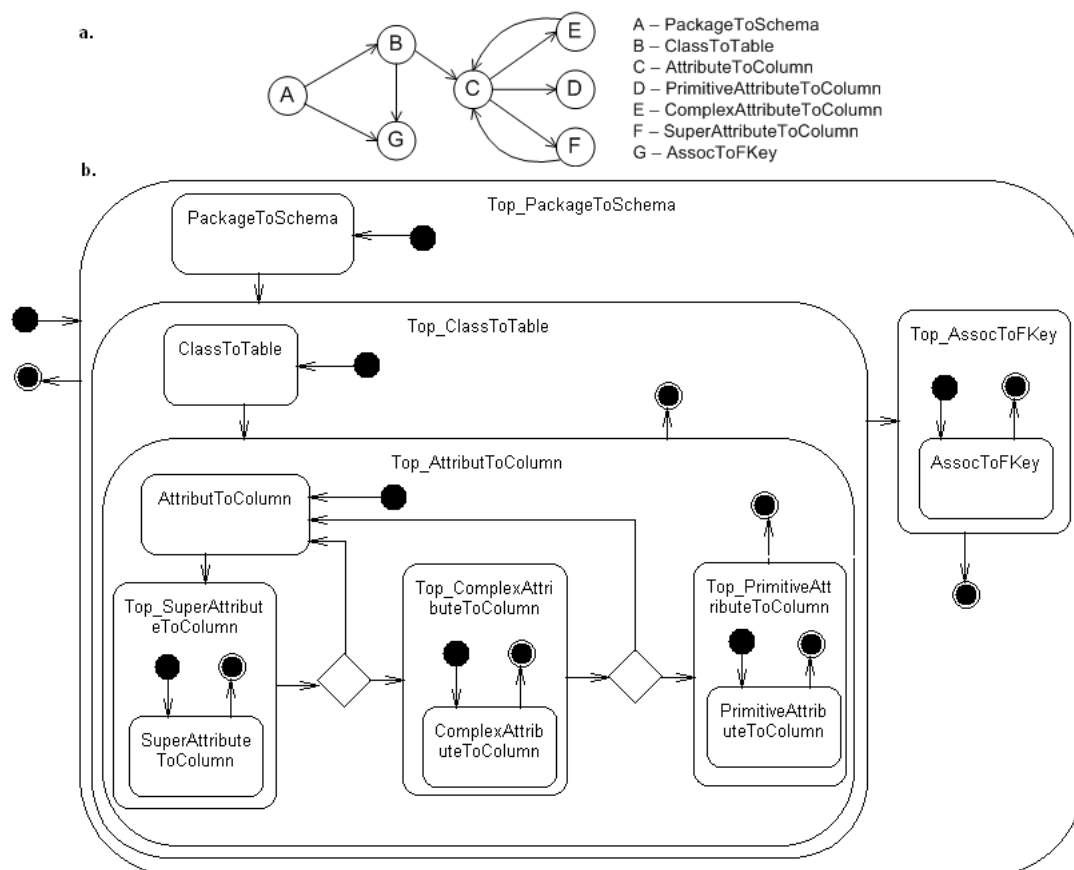 a.
A
B
G
C
E
D
F
A – PackageToSchema
B – ClassToTable
C – AttributeToColumn
D – PrimitiveAttributeToColumn
E – ComplexAttributeToColumn
F – SuperAttributeToColumn
G – AssocToFKey
b.
Top_PackageToSchema
PackageToSchema
Top_ClassToTable
ClassToTable
Top_AssocToFKey
AssocToFKey
Top_AttributToColumn
AttributToColumn
Top_SuperAttribut
eToColumn
SuperAttribute
ToColumn
Top_ComplexAttri
buteToColumn
ComplexAttrib
uteToColumn
Top_PrimitiveAtt
ributeToColumn
PrimitiveAttrib
uteToColumn